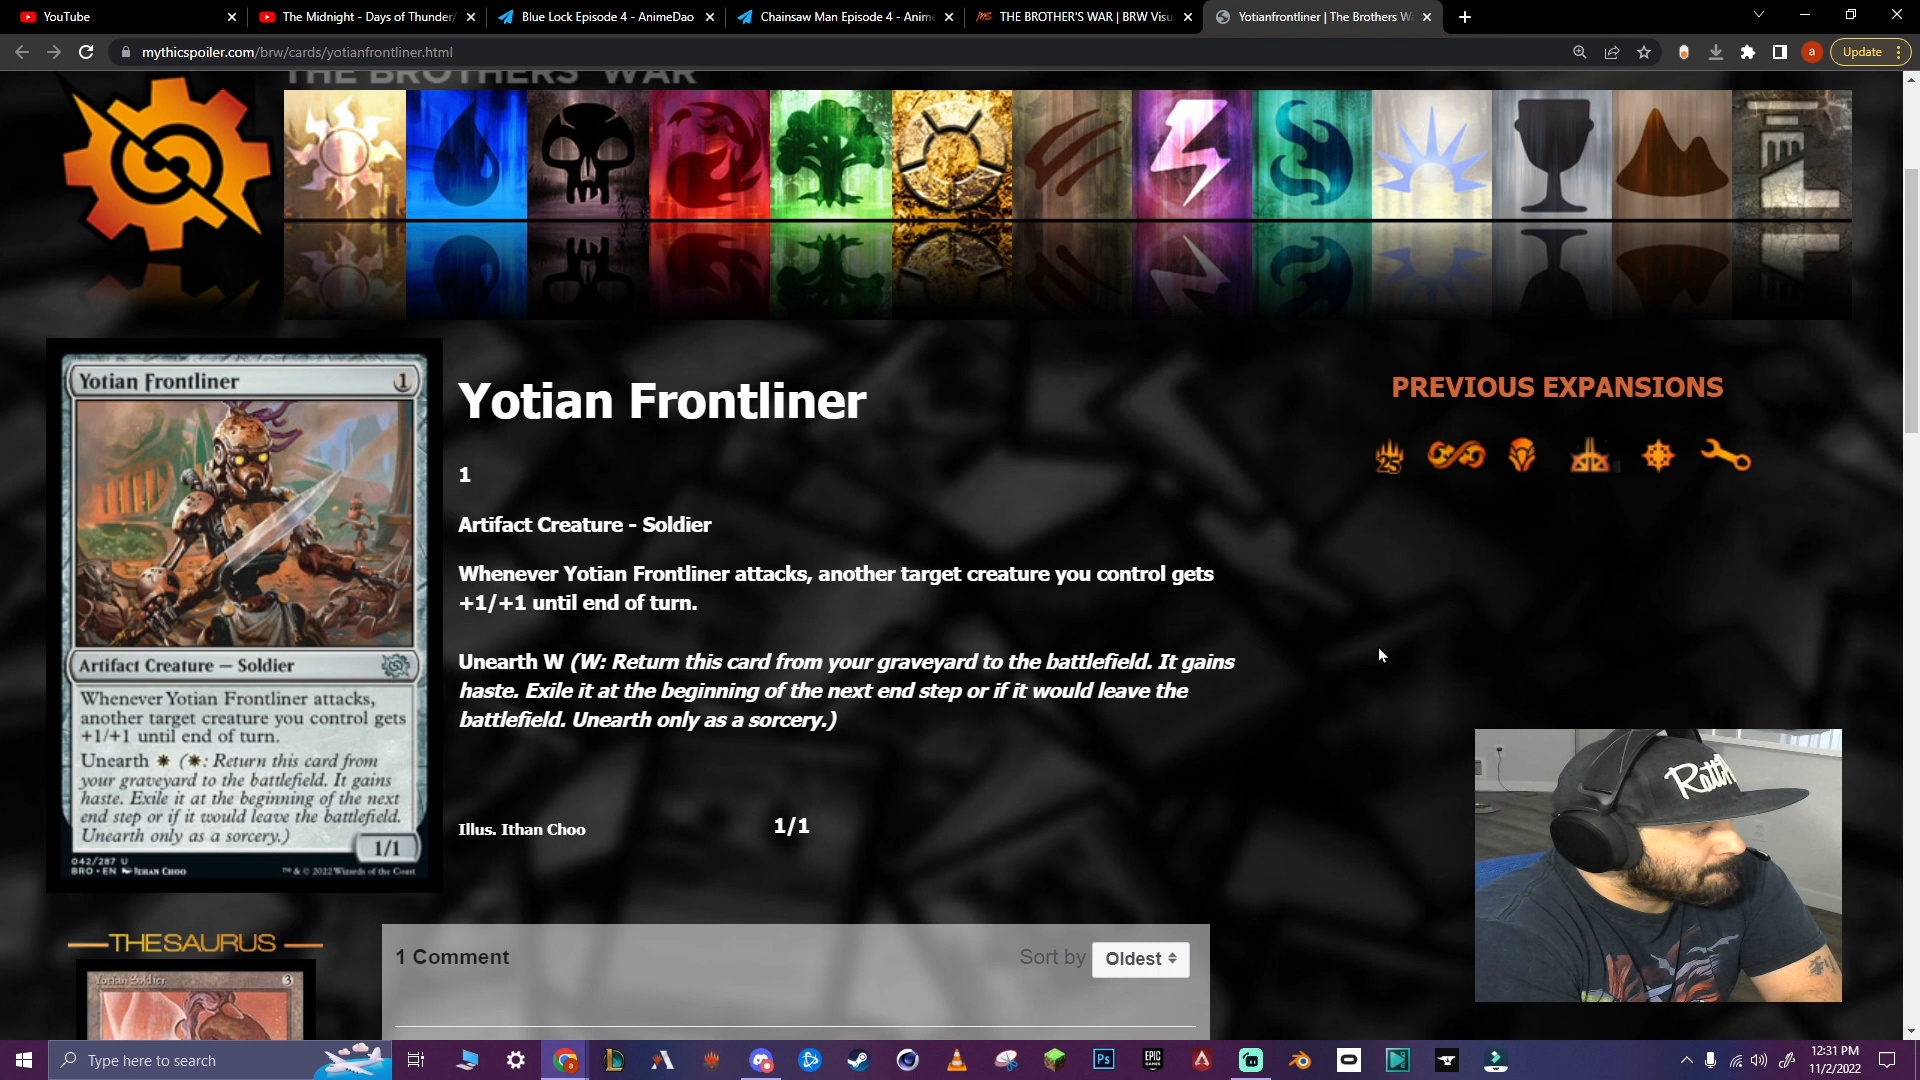 YouTube
The Midnight - Days of Thunder/
Blue Lock Episode 4 - AnimeDao
Chainsaw Man Episode 4 - Anime
THE BROTHER'S WAR | BRW Visu
Yotianfrontliner | The Brothers W
mythicspoiler.com/brw/cards/yotianfrontliner.html
a
Update
THE BROTHERS' WAR
Yotian Frontliner 1
Artifact Creature — Soldier
Whenever Yotian Frontliner attacks,
another target creature you control gets
+1/+1 until end of turn.
Unearth (: Return this card from
your graveyard to the battlefield. It gains
haste. Exile it at the beginning of the next
end step or if it would leave the battlefield.
Unearth only as a sorcery.)
1/1
042/287 U
BRO • EN Ithan Choo
™ & © 2022 Wizards of the Coast
Yotian Frontliner
1
Artifact Creature - Soldier
Whenever Yotian Frontliner attacks, another target creature you control gets
+1/+1 until end of turn.
Unearth W (W: Return this card from your graveyard to the battlefield. It gains
haste. Exile it at the beginning of the next end step or if it would leave the
battlefield. Unearth only as a sorcery.)
Illus. Ithan Choo
1/1
PREVIOUS EXPANSIONS
25
THESAURUS
Yotian Soldier 3
1 Comment
Sort by Oldest
Type here to search
Ps
EPIC
GAMES
12:31 PM
11/2/2022